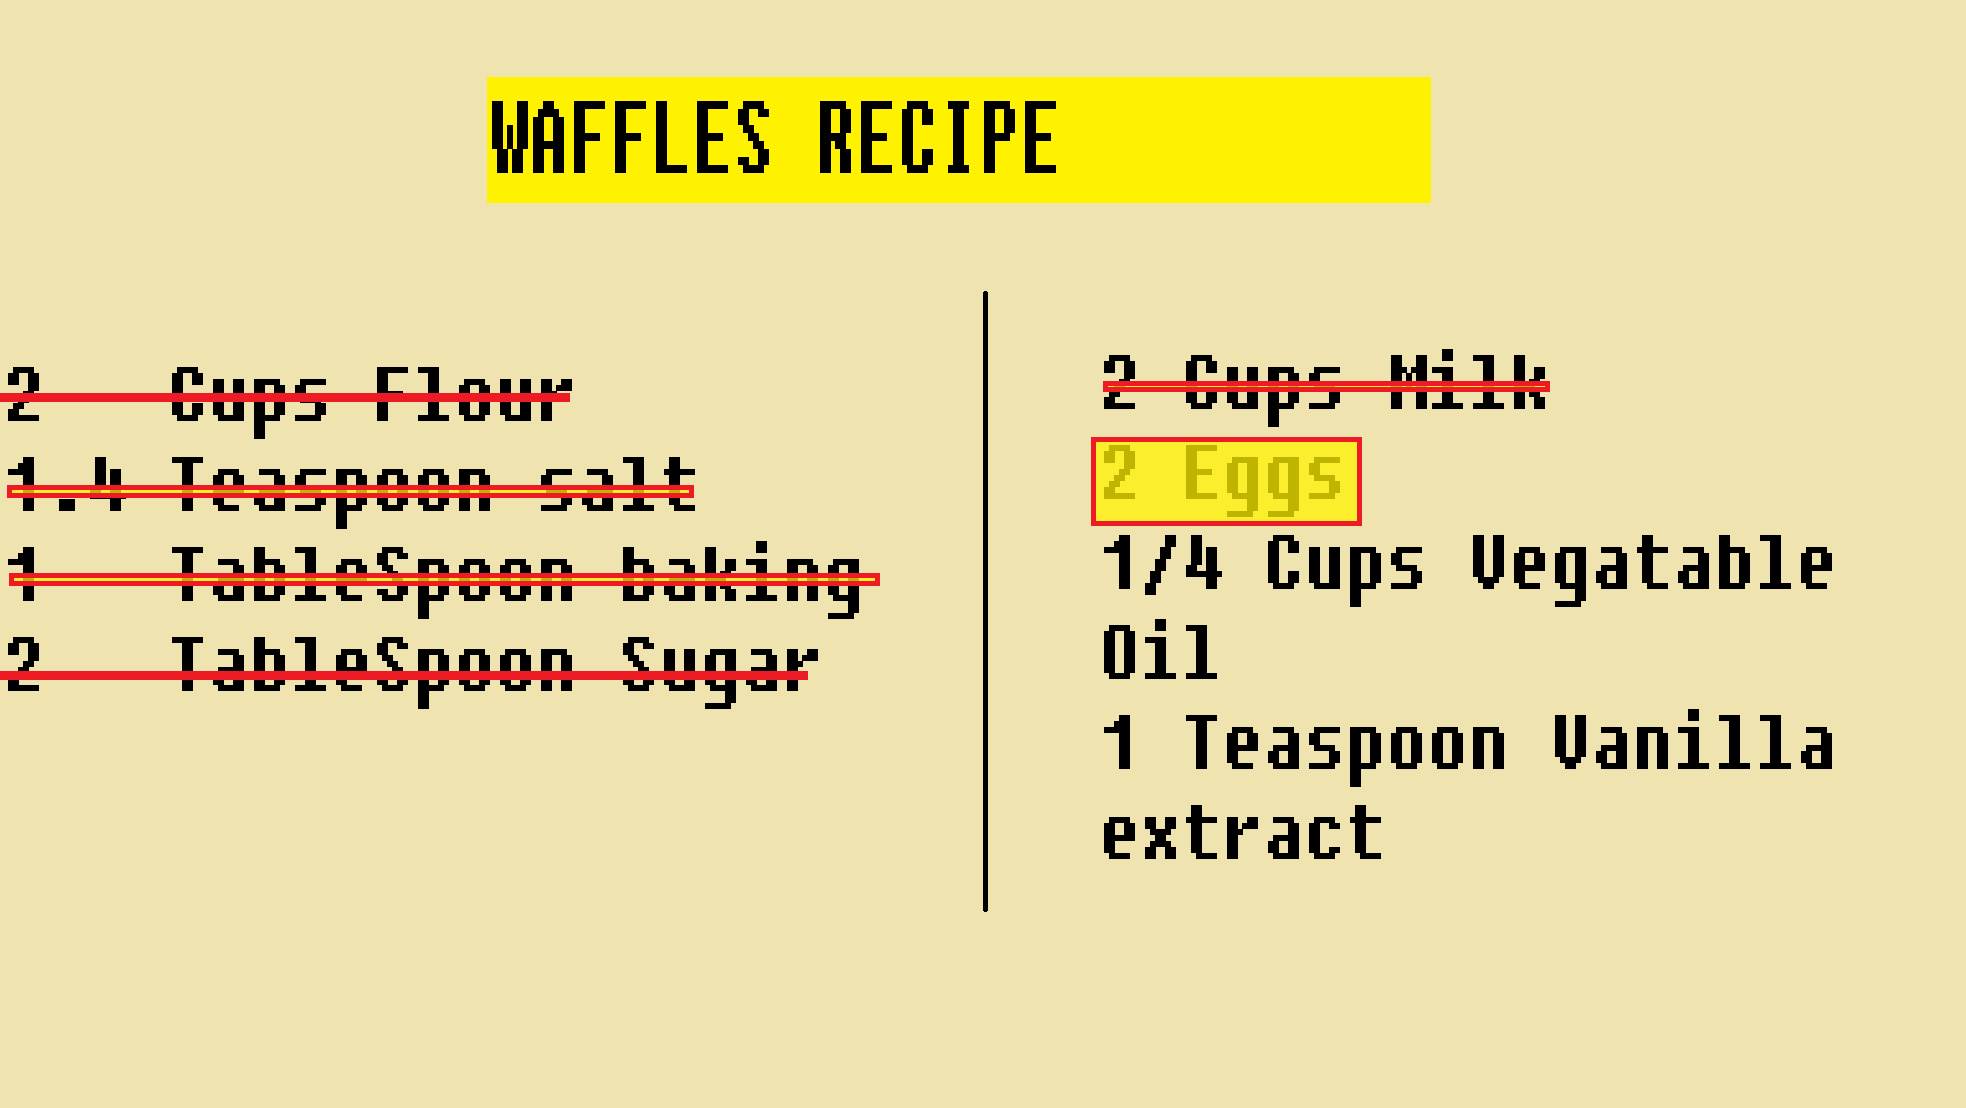 WAFFLES RECIPE
2 Cups Flour
1.4 Teaspoon salt
1 TableSpoon baking
2 TableSpoon Sugar
2 Cups Milk
2 Eggs
1/4 Cups Vegatable
Oil
1 Teaspoon Vanilla
extract